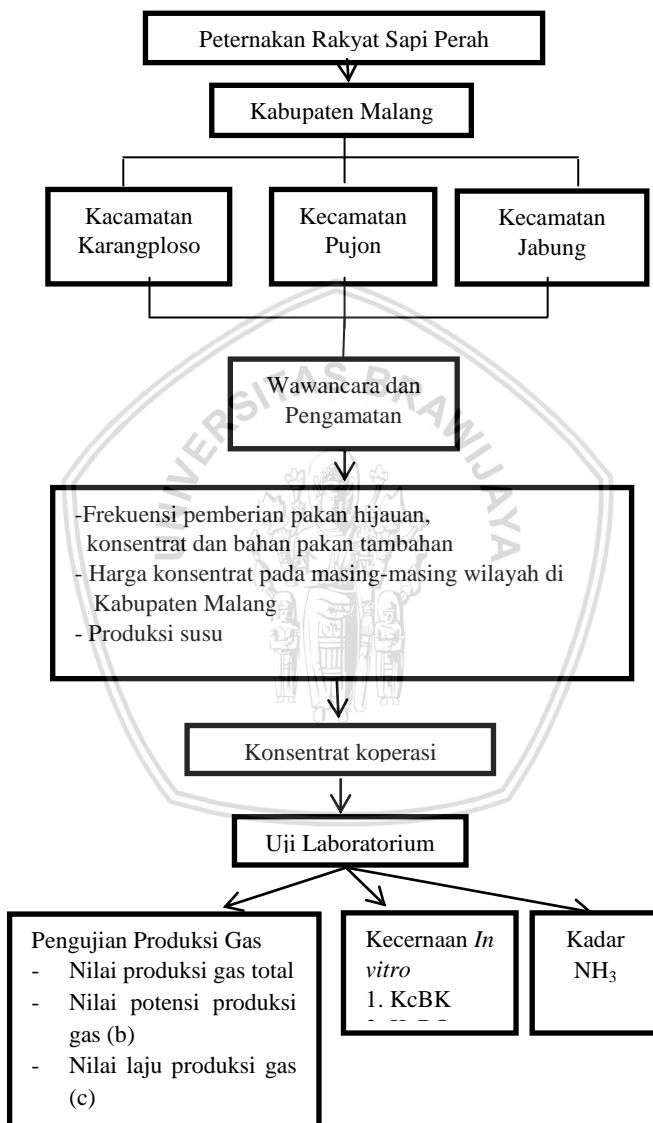 Peternakan Rakyat Sapi Perah
Kabupaten Malang
Kacamatan
Karangploso
Kecamatan
Pujon
Kecamatan
Jabung
UNIVERSITAS BRAWIJAYA
Wawancara dan
Pengamatan
-Frekuensi pemberian pakan hijauan,
konsentrat dan bahan pakan tambahan
- Harga konsentrat pada masing-masing wilayah di
Kabupaten Malang
- Produksi susu
Konsentrat koperasi
Uji Laboratorium
Pengujian Produksi Gas
- Nilai produksi gas total
- Nilai potensi produksi
gas (b)
- Nilai laju produksi gas
(c)
Kecernaan In
vitro
1. KcBK
Kadar
NH₃